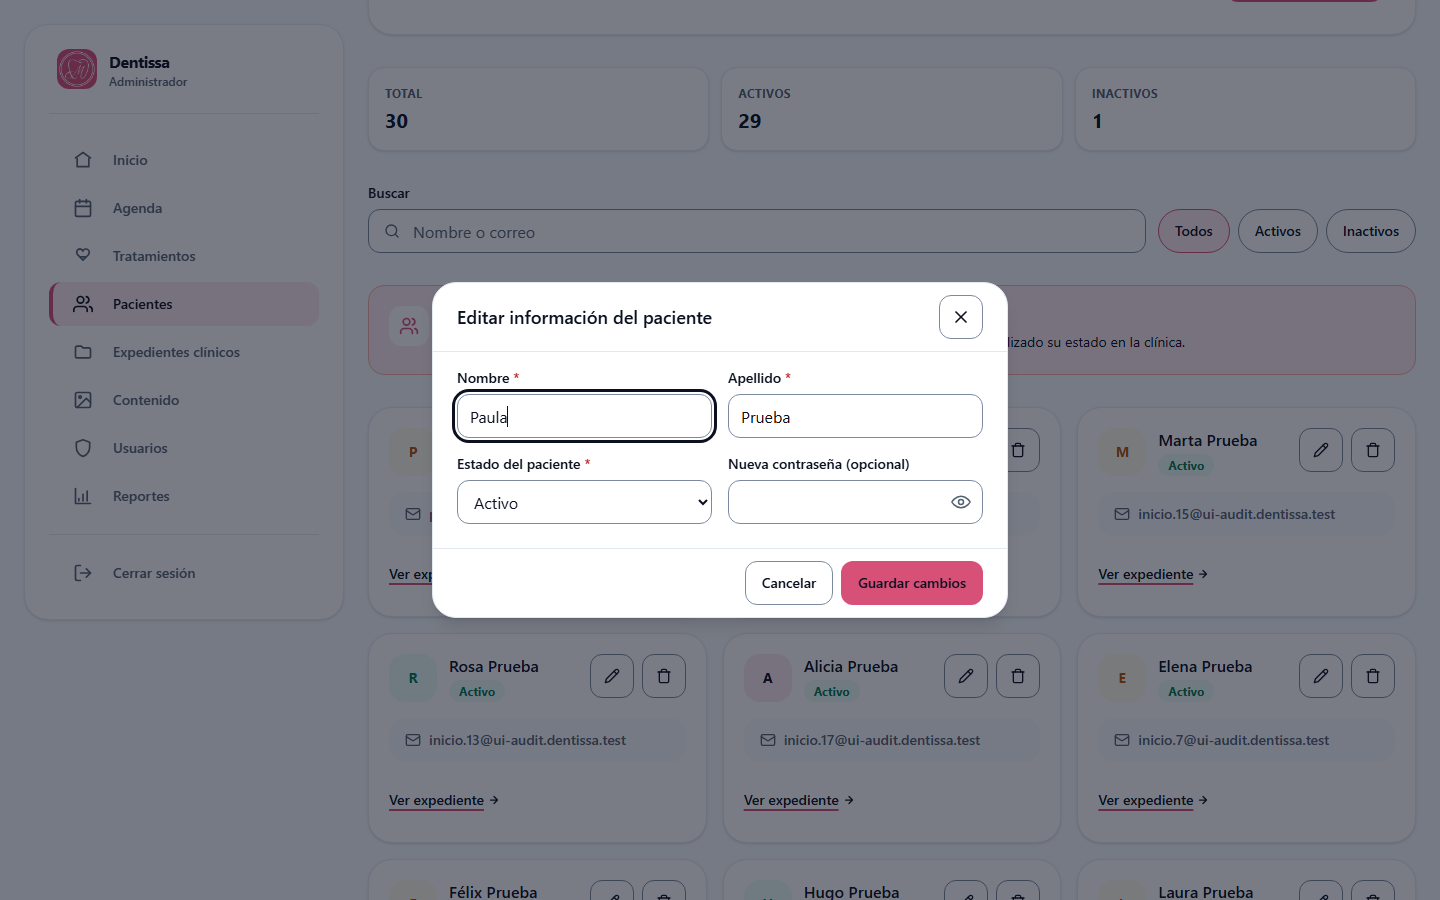 Dentissa
Administrador
Inicio
Agenda
Tratamientos
Pacientes
Expedientes clínicos
Contenido
Usuarios
Reportes
Cerrar sesión
TOTAL
30
ACTIVOS
29
INACTIVOS
1
Buscar
Nombre o correo
Todos
Activos
Inactivos
lizado su estado en la clínica.
Editar información del paciente
Nombre *
Apellido *
Paula
Prueba
Estado del paciente *
Nueva contraseña (opcional)
Activo
Cancelar
Guardar cambios
P
Ver exp
M
Marta Prueba
Activo
inicio.15@ui-audit.dentissa.test
Ver expediente
R
Rosa Prueba
Activo
inicio.13@ui-audit.dentissa.test
Ver expediente
A
Alicia Prueba
Activo
inicio.17@ui-audit.dentissa.test
Ver expediente
E
Elena Prueba
Activo
inicio.7@ui-audit.dentissa.test
Ver expediente
Félix Prueba
Hugo Prueba
Laura Prueba